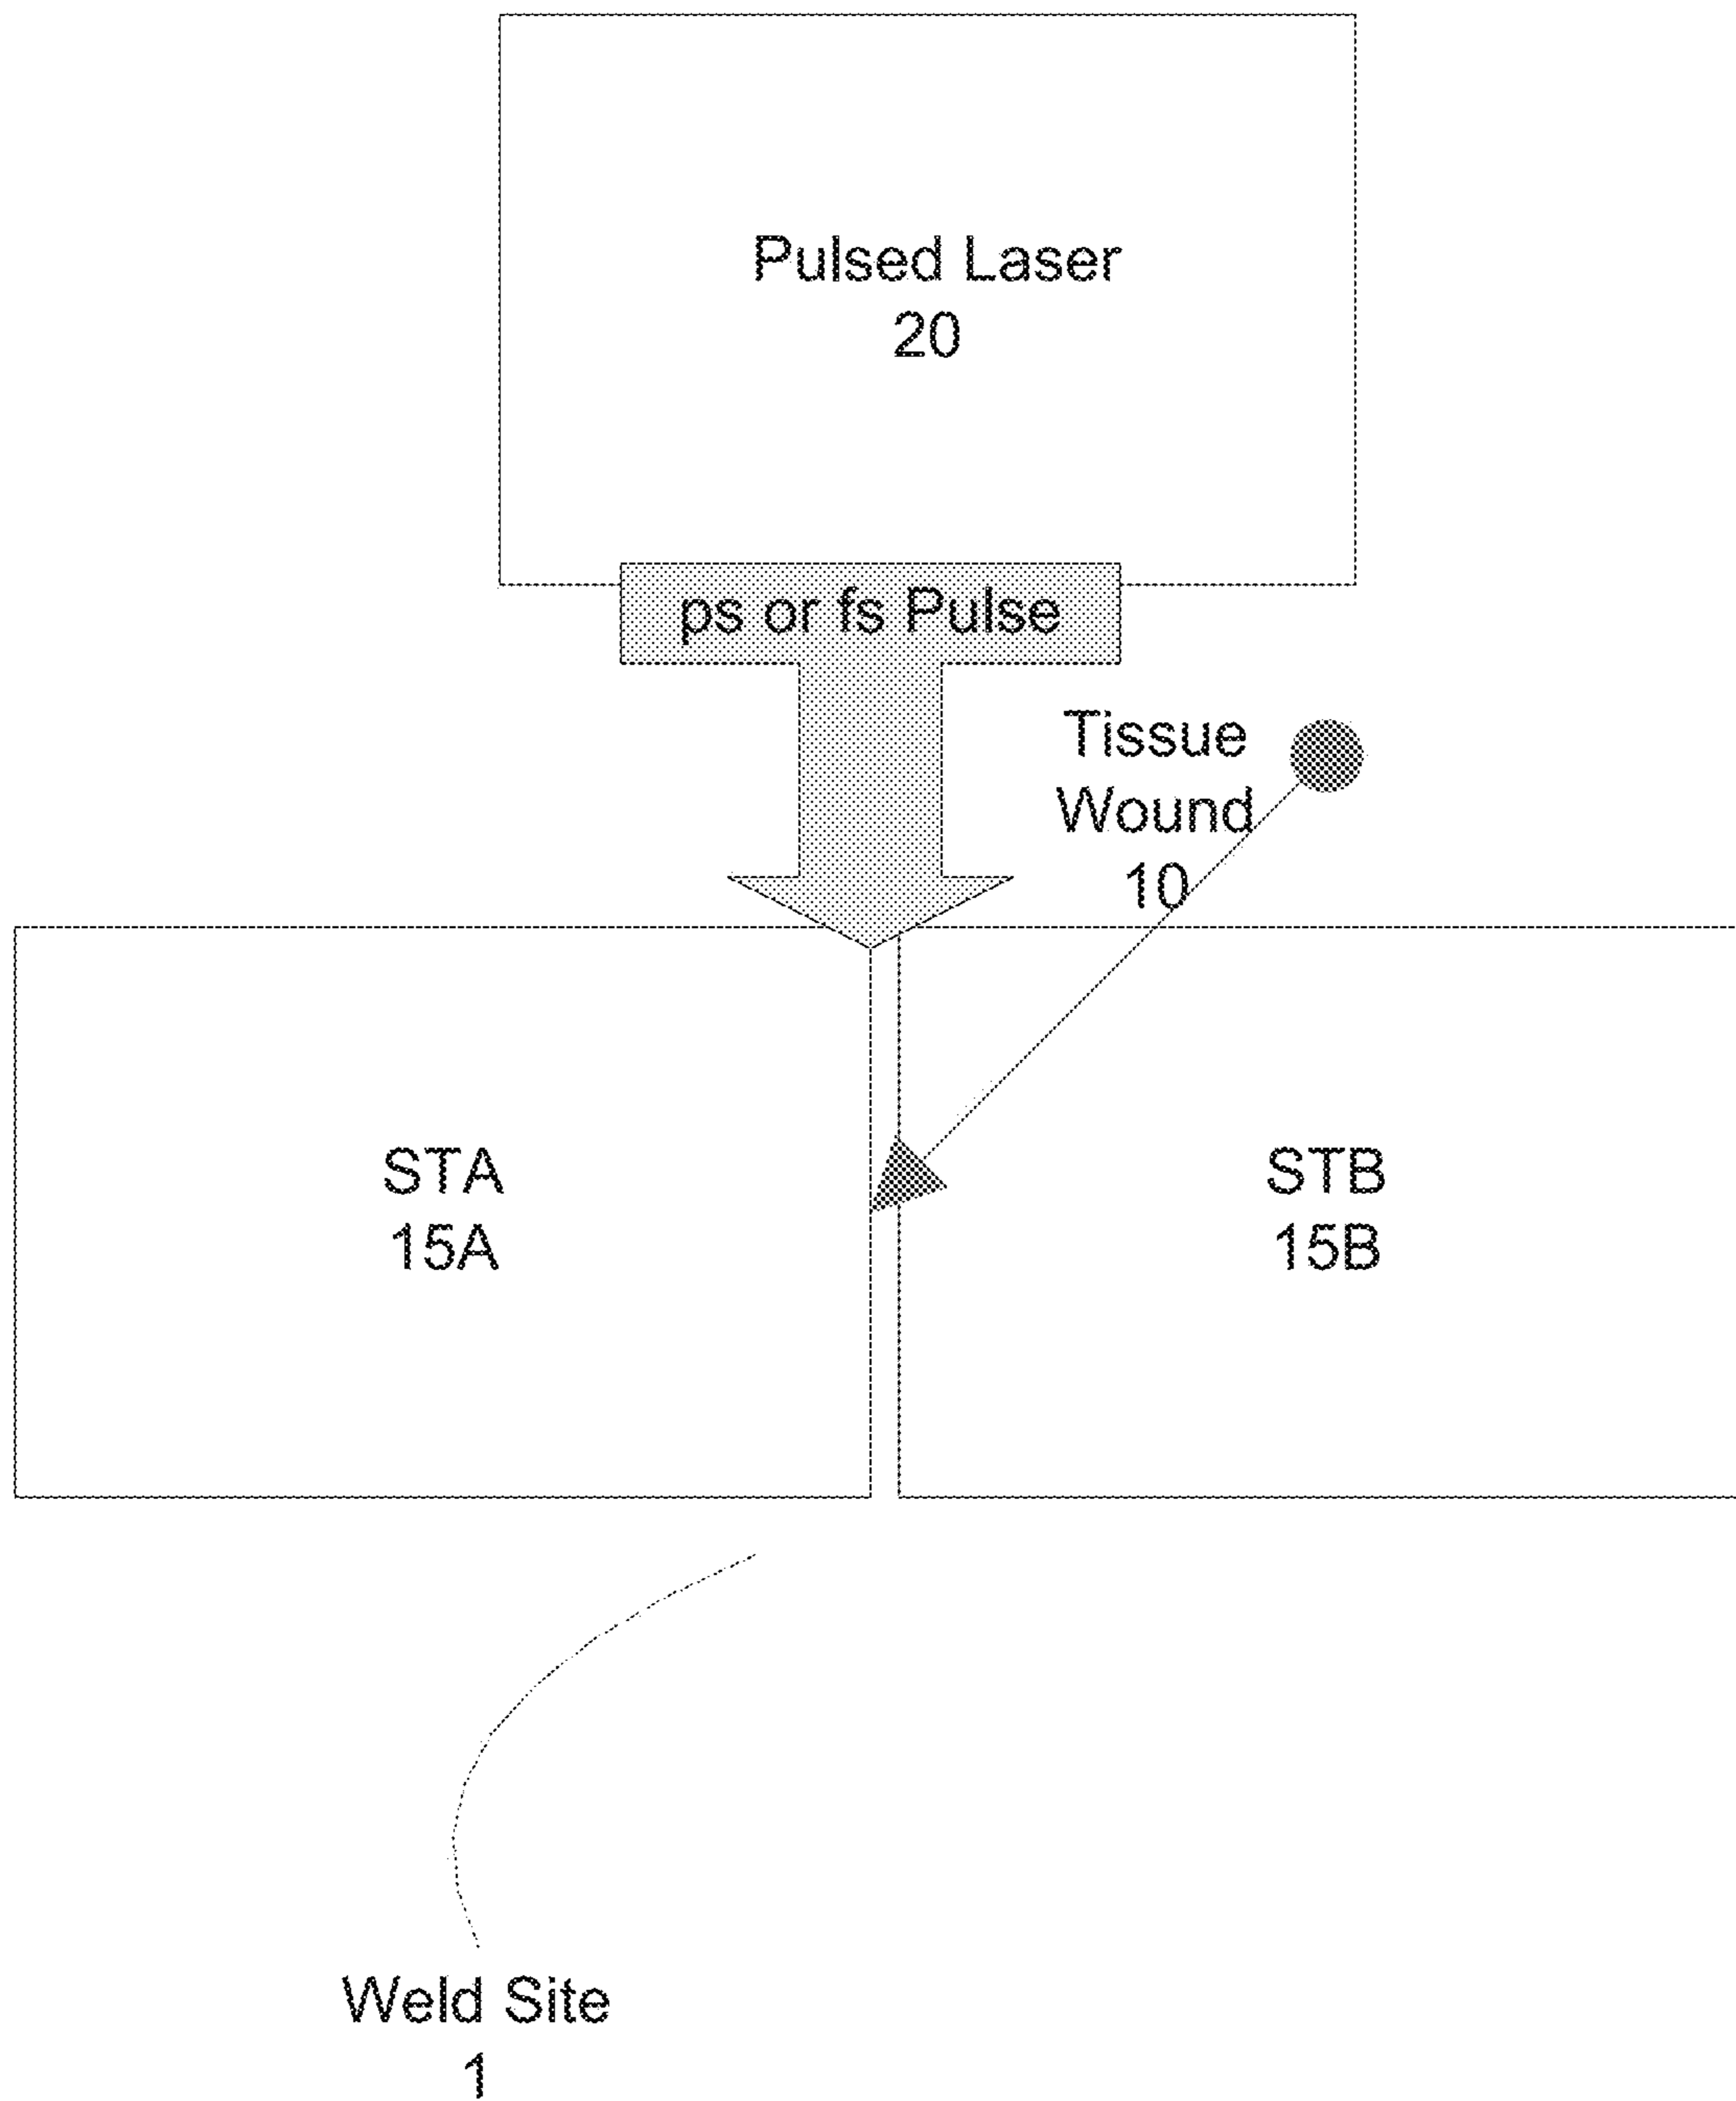 Pulsed Laser
20
ps or fs Pulse
Tissue
Wound
10
STA
15A
STB
15B
Weld Site
1